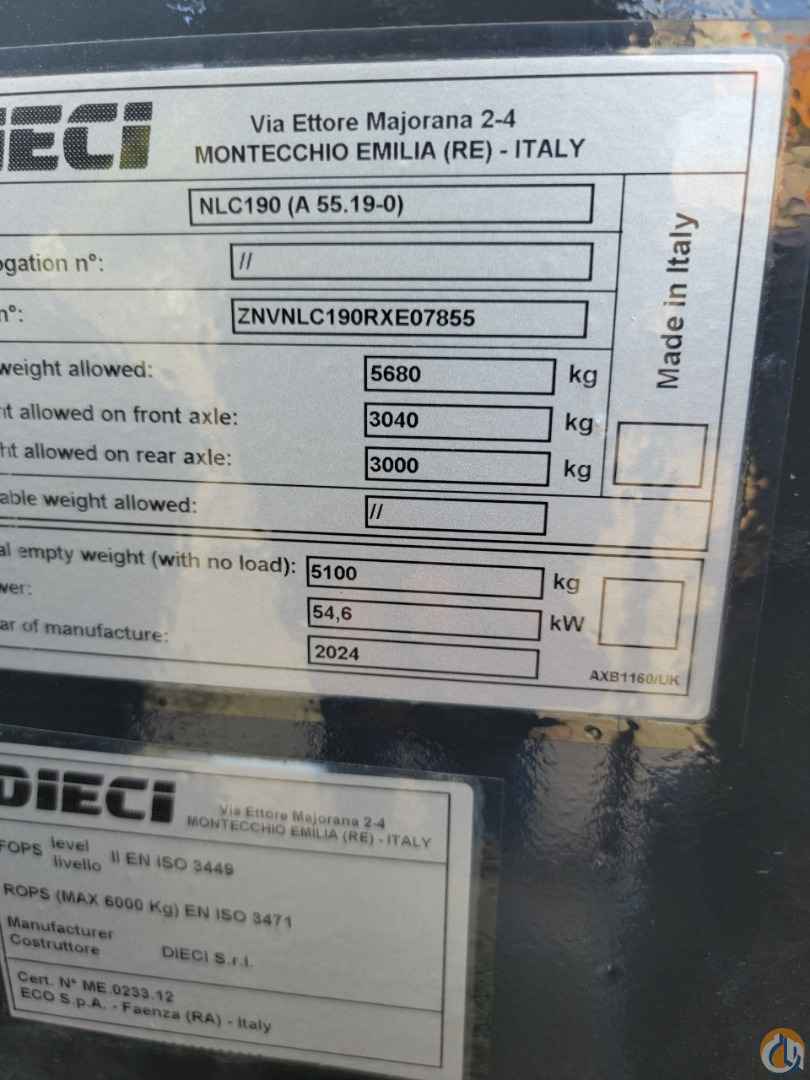 DIECI
Via Ettore Majorana 2-4
MONTECCHIO EMILIA (RE) - ITALY
NLC190 (A 55.19-0)
ogation n°: //
n°: ZNVNLC190RXE07855
weight allowed: 5680 kg
ht allowed on front axle: 3040 kg
ht allowed on rear axle: 3000 kg
able weight allowed: //
Made in Italy
al empty weight (with no load): 5100 kg
wer: 54,6 kW
ar of manufacture: 2024
AXB1160/UK
DIECI
Via Ettore Majorana 2-4
MONTECCHIO EMILIA (RE) - ITALY
FOPS level
livello II EN ISO 3449
ROPS (MAX 6000 Kg) EN ISO 3471
Manufacturer
Costruttore DIECI S.r.l.
Cert. N° ME.0233.12
ECO S.p.A. - Faenza (RA) - Italy